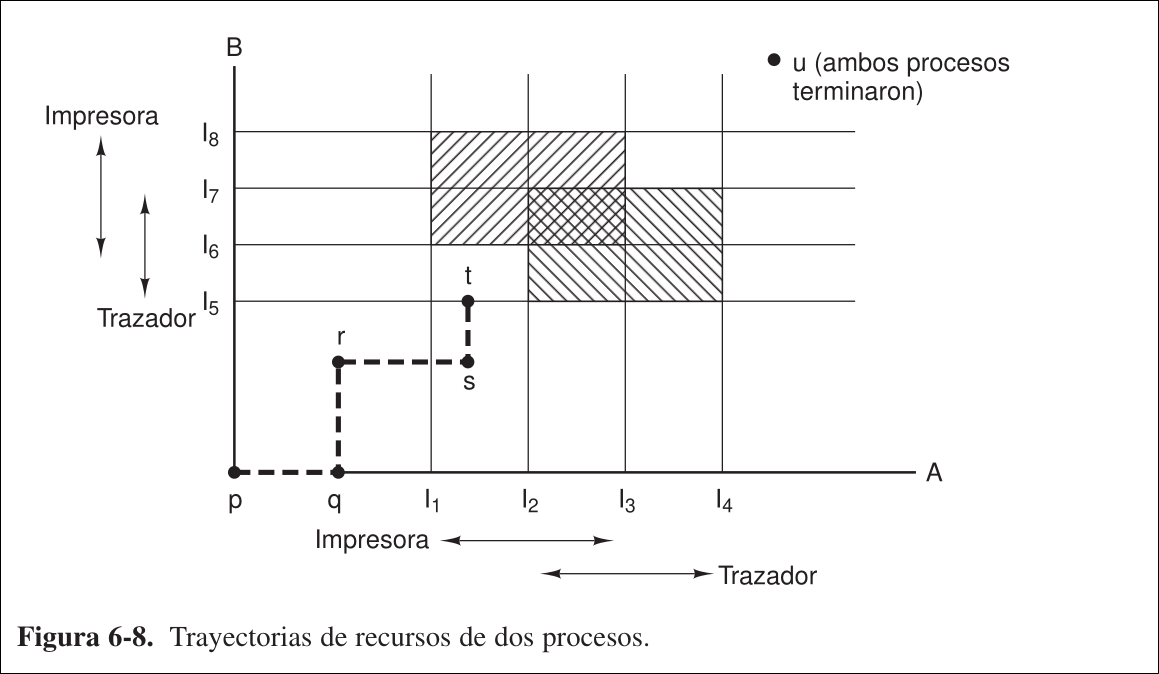 B
u (ambos procesos
terminaron)
Impresora
I8
I7
I6
t
Trazador
I5
r
s
A
p
q
I1
I2
I3
I4
Impresora
Trazador
Figura 6-8. Trayectorias de recursos de dos procesos.